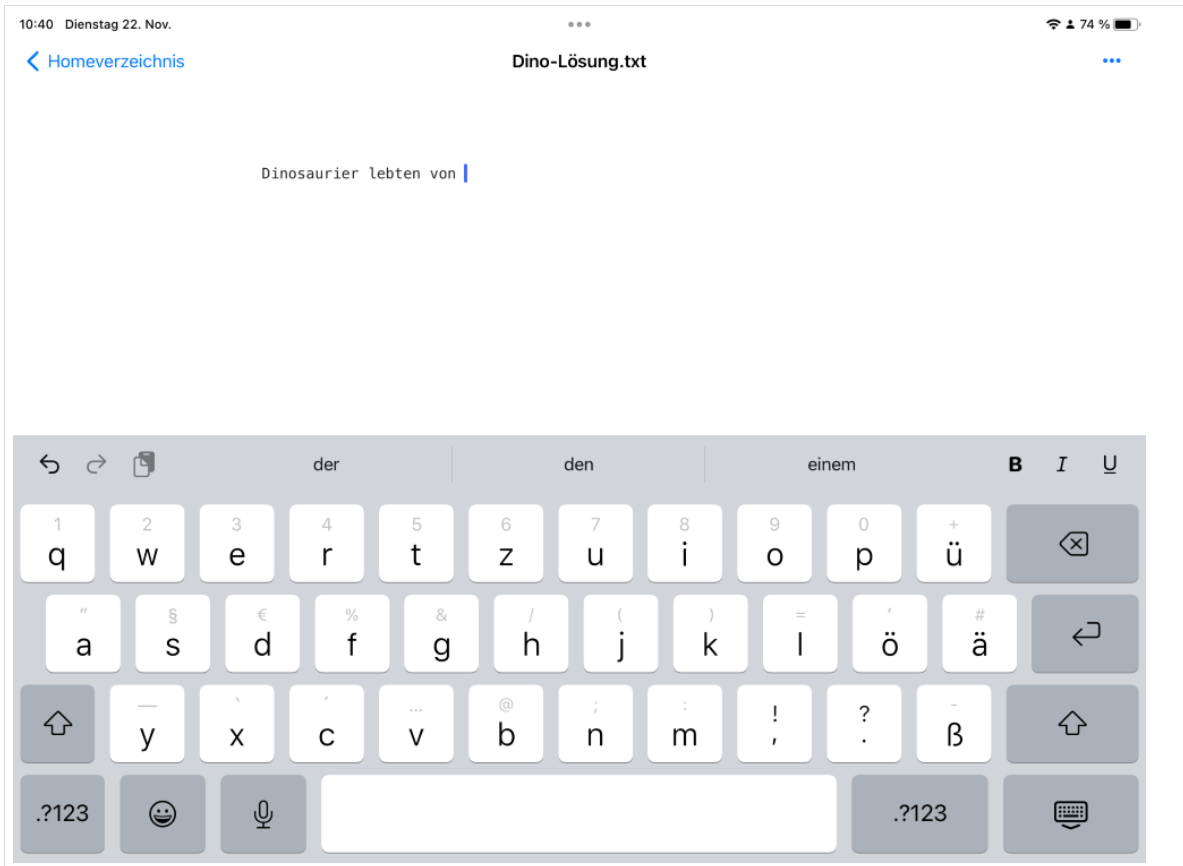 10:40 Dienstag 22. Nov.
74 %
Homeverzeichnis
Dino-Lösung.txt
Dinosaurier lebten von
der den einem B I U
1 2 3 4 5 6 7 8 9 0 +
q w e r t z u i o p ü
" § € % & / ( ) = ' #
a s d f g h j k l ö ä
— ` ´ ... @ ; : ! ? -
y x c v b n m , . ß
.?123 .?123